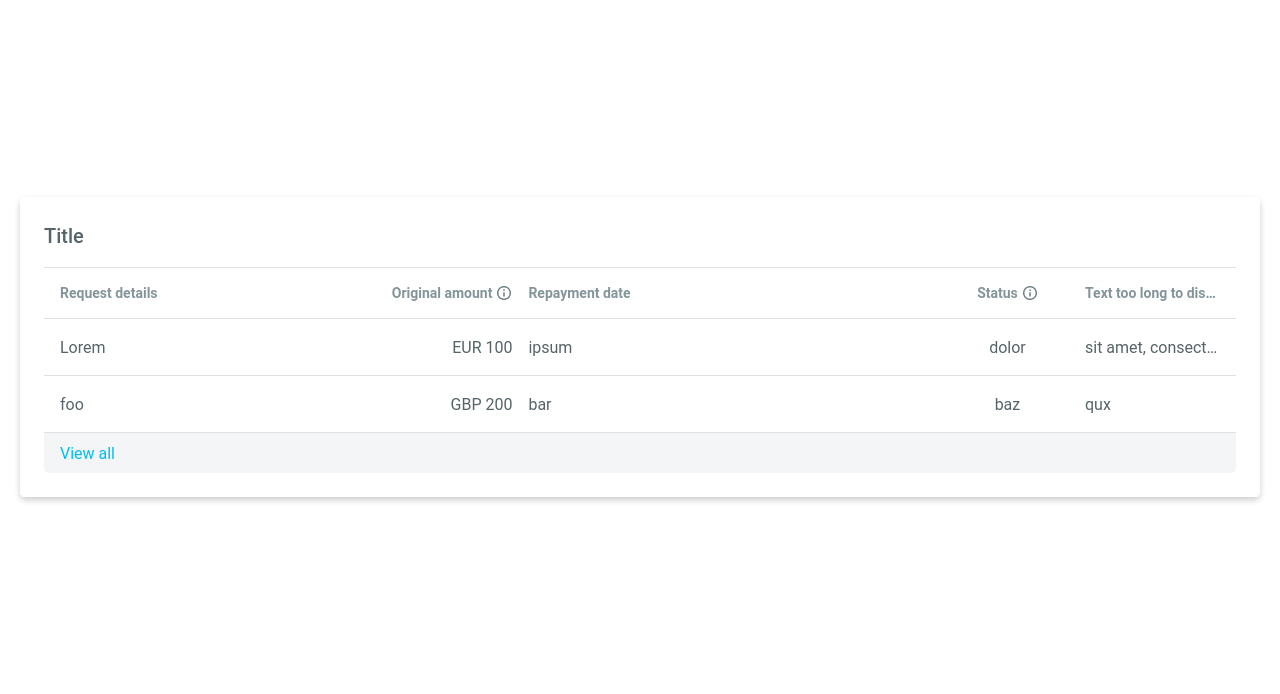 Title
Request details Original amount Repayment date Status Text too long to dis...
Lorem EUR 100 ipsum dolor sit amet, consect...
foo GBP 200 bar baz qux
View all